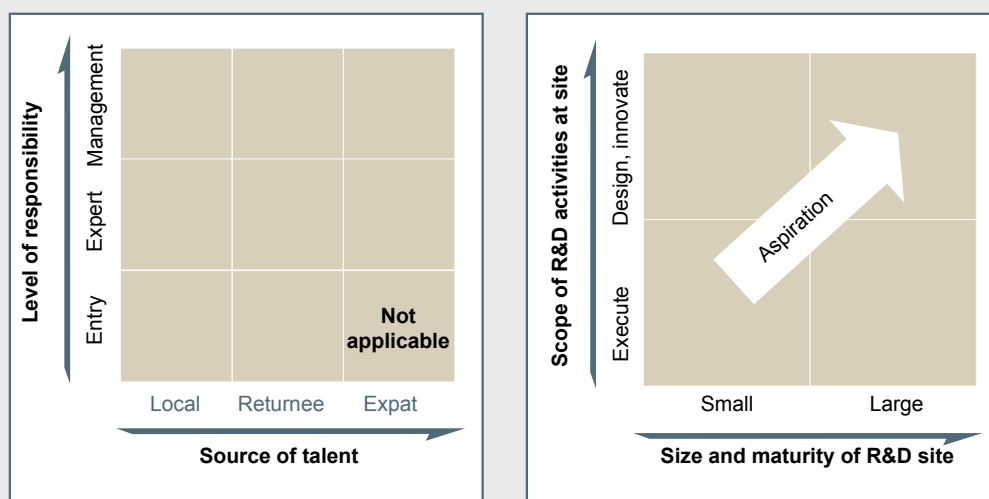 Level of responsibility
Management
Expert
Entry
Not
applicable
Local
Returnee
Expat
Source of talent
Scope of R&D activities at site
Design, innovate
Execute
Aspiration
Small
Large
Size and maturity of R&D site